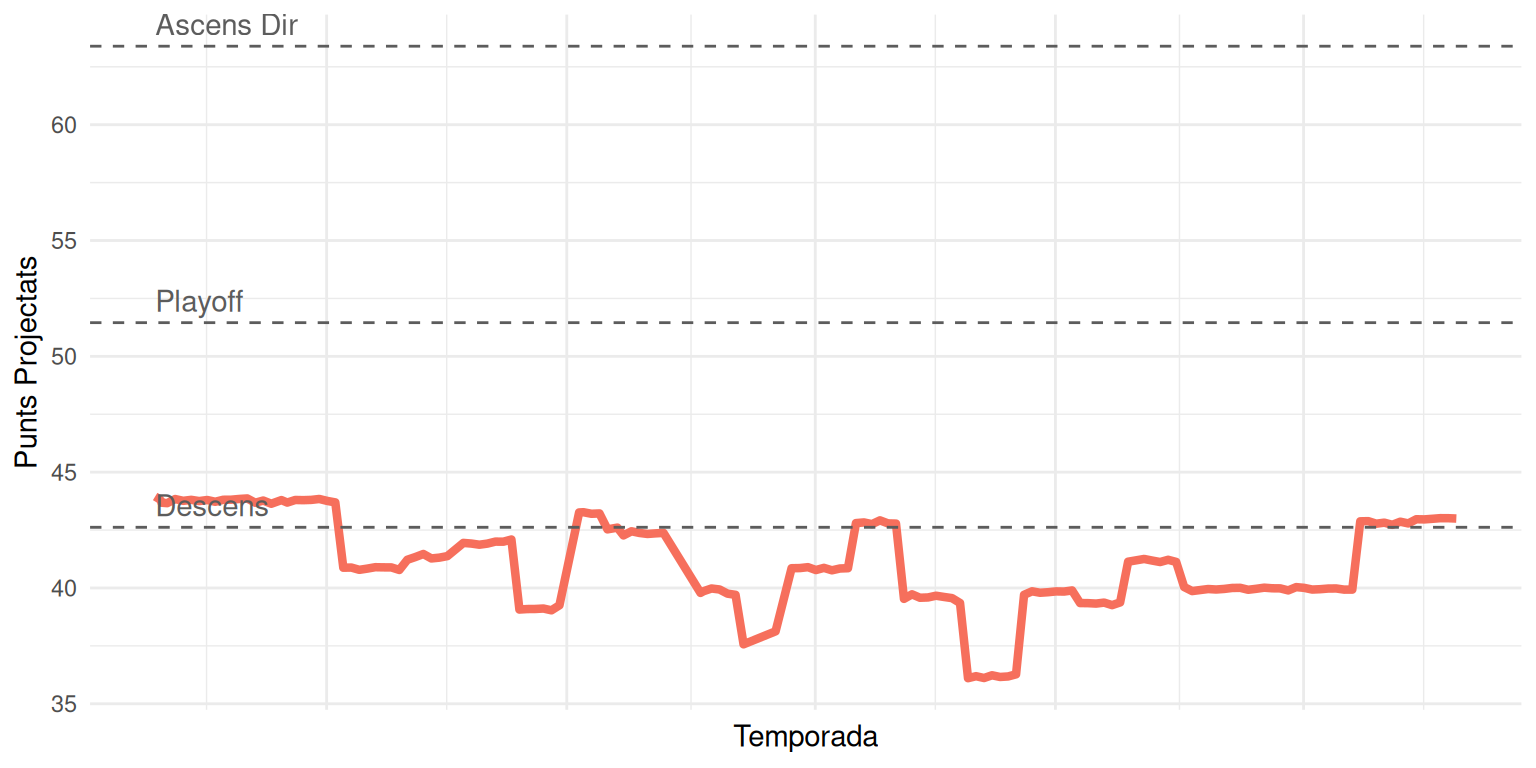 Ascens Dir
60
55
Playoff
50
45
Descens
40
35
Punts Projectats
Temporada